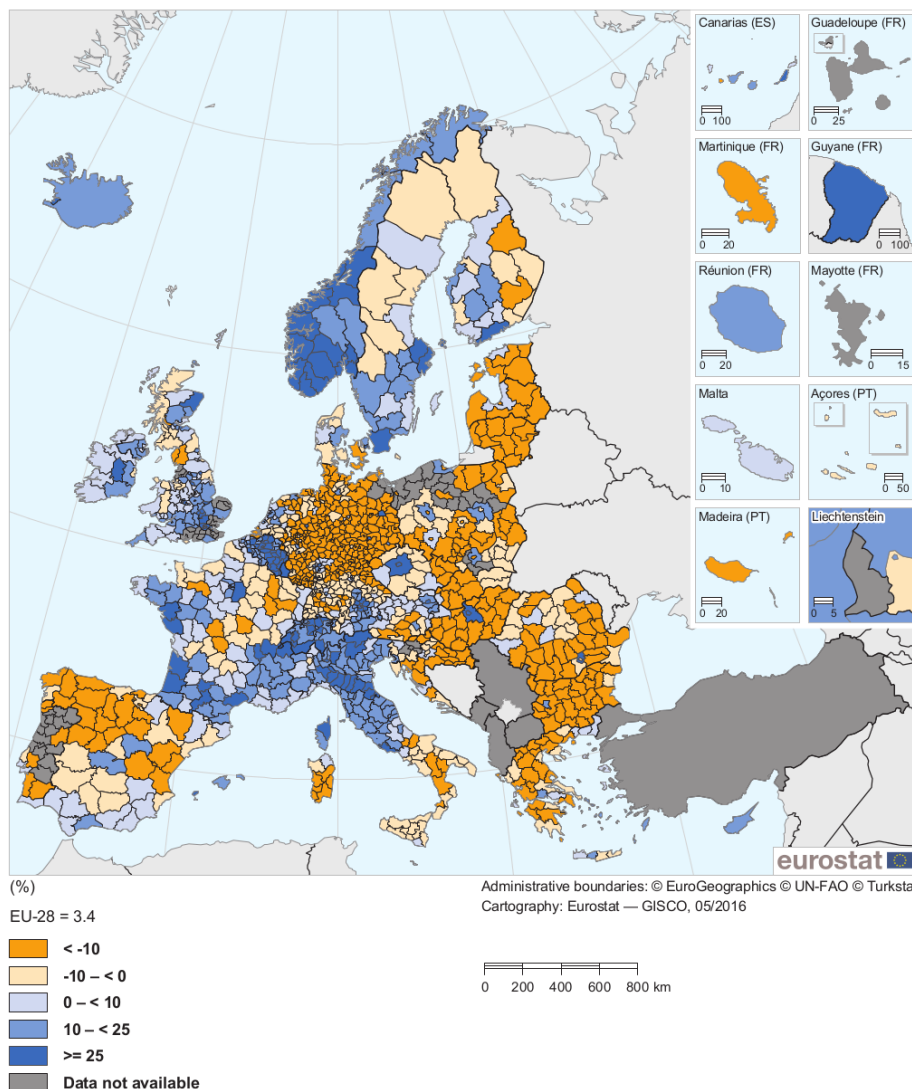 Canarias (ES)
0 100
Guadeloupe (FR)
0 25
Martinique (FR)
0 20
Guyane (FR)
0 100
Réunion (FR)
0 20
Mayotte (FR)
0 15
Malta
0 10
Açores (PT)
0 50
Madeira (PT)
0 20
Liechtenstein
0 5
eurostat
(%)
EU-28 = 3.4
< -10
-10 – < 0
0 – < 10
10 – < 25
>= 25
Data not available
Administrative boundaries: © EuroGeographics © UN-FAO © Turksta
Cartography: Eurostat — GISCO, 05/2016
0 200 400 600 800 km